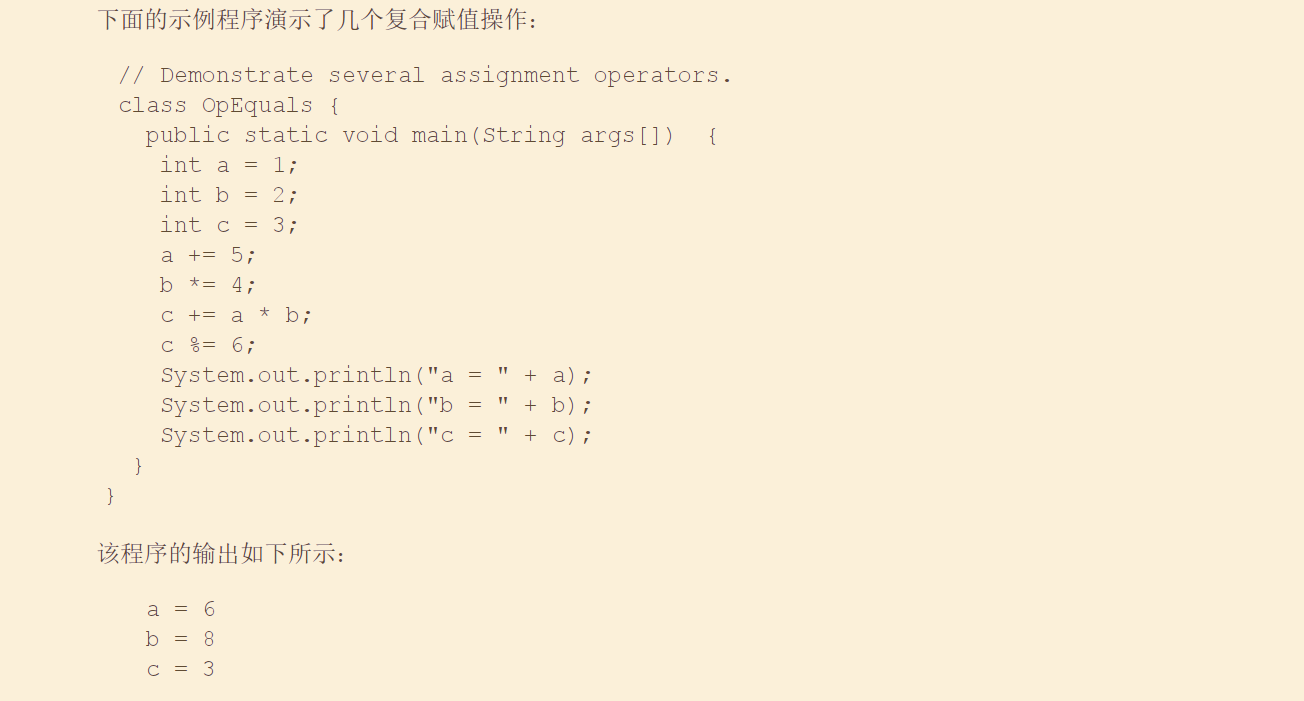 下面的示例程序演示了几个复合赋值操作：
// Demonstrate several assignment operators.
class OpEquals {
public static void main(String args[])  {
int a = 1;
int b = 2;
int c = 3;
a += 5;
b *= 4;
c += a * b;
c %= 6;
System.out.println("a = " + a);
System.out.println("b = " + b);
System.out.println("c = " + c);
}
}
该程序的输出如下所示：
a = 6
b = 8
c = 3